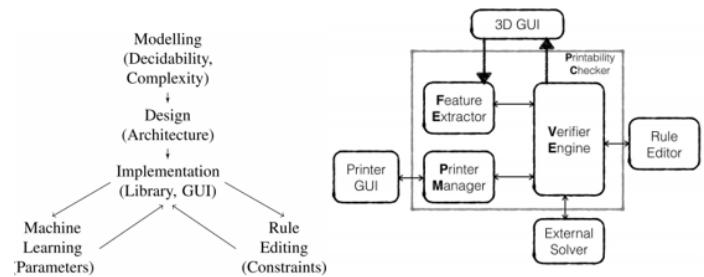 Modelling
(Decidability,
Complexity)
Design
(Architecture)
Implementation
(Library, GUI)
Machine
Learning
(Parameters)
Rule
Editing
(Constraints)
3D GUI
Printability
Checker
Feature
Extractor
Verifier
Engine
Rule
Editor
Printer
GUI
Printer
Manager
External
Solver